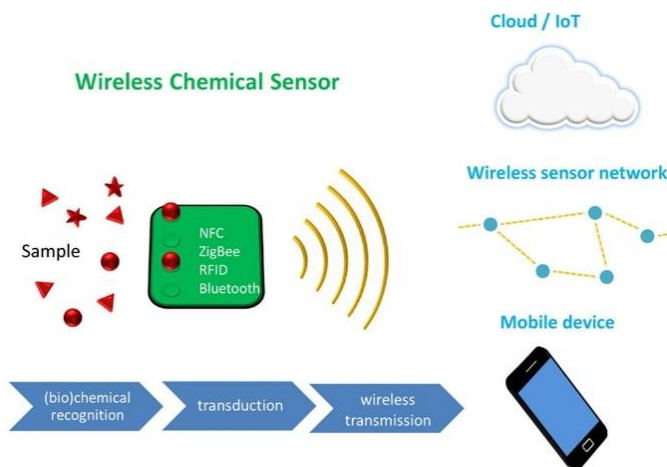 Cloud / IoT
Wireless Chemical Sensor
Wireless sensor network
Sample
NFC
ZigBee
RFID
Bluetooth
Mobile device
(bio)chemical
recognition
transduction
wireless
transmission